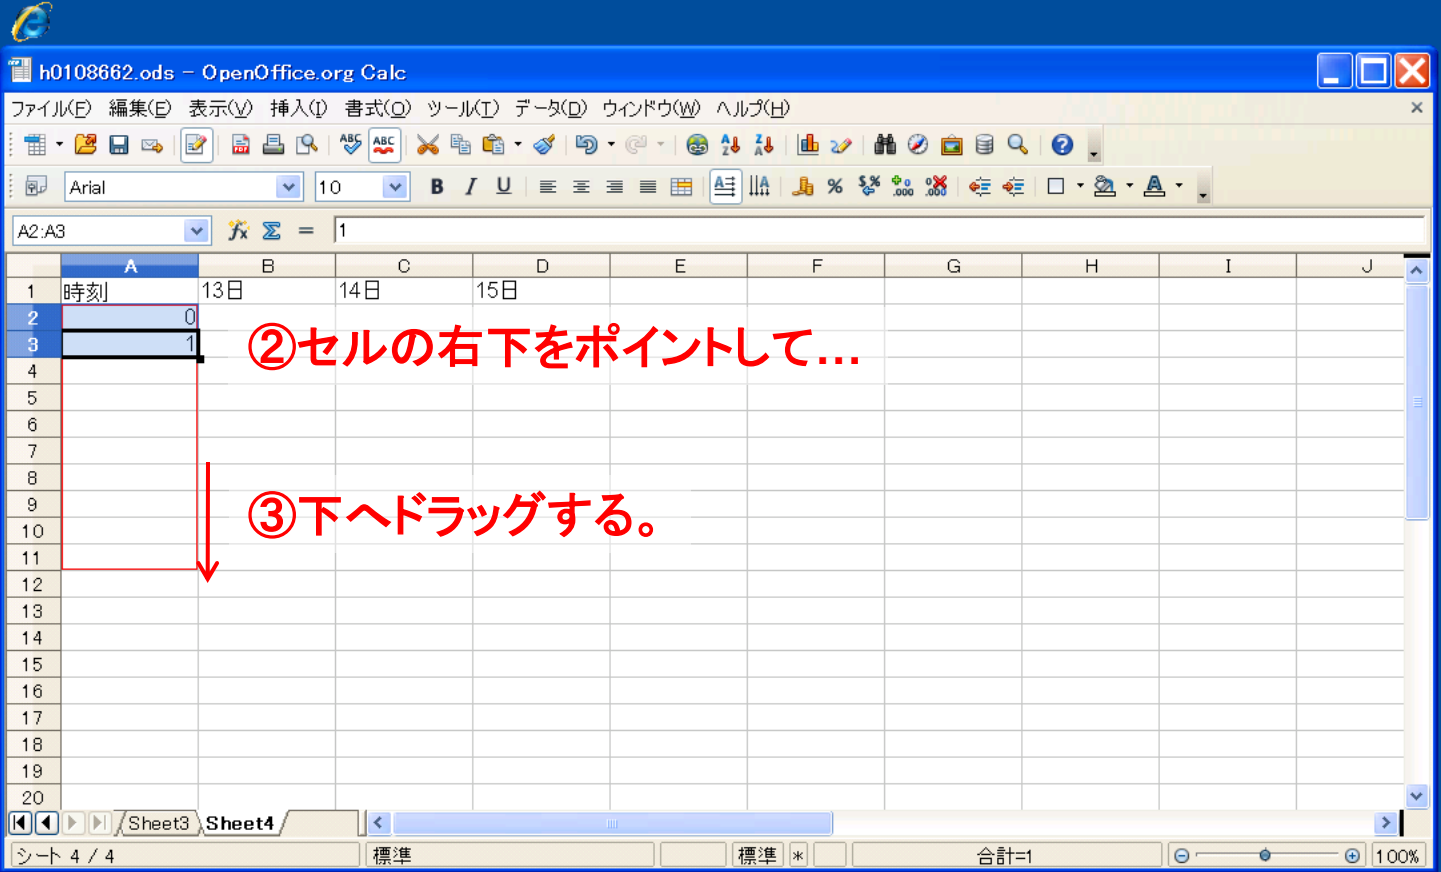 h0108662.ods - OpenOffice.org Calc
ファイル(F) 編集(E) 表示(V) 挿入(I) 書式(O) ツール(T) データ(D) ウィンドウ(W) ヘルプ(H)
Arial 10 B I U
A2:A3 1
A B C D E F G H I J
1 時刻 13日 14日 15日
2 0
3 1
②セルの右下をポイントして…
4
5
6
7
8
9
③下へドラッグする。
10
11
12
13
14
15
16
17
18
19
20
Sheet3 Sheet4
シート 4 / 4 標準 標準 * 合計=1 100%